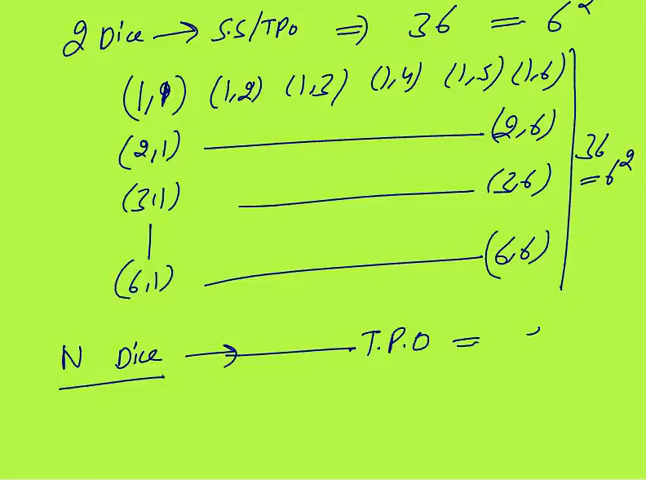 2 Dice → S.S/TPO ⇒ 36 = 6²
(1,1) (1,2) (1,3) (1,4) (1,5) (1,6)
(2,1) (2,6)
36
(3,1) (3,6)
= 6²
(6,1) (6,6)
N Dice → T.P.O =